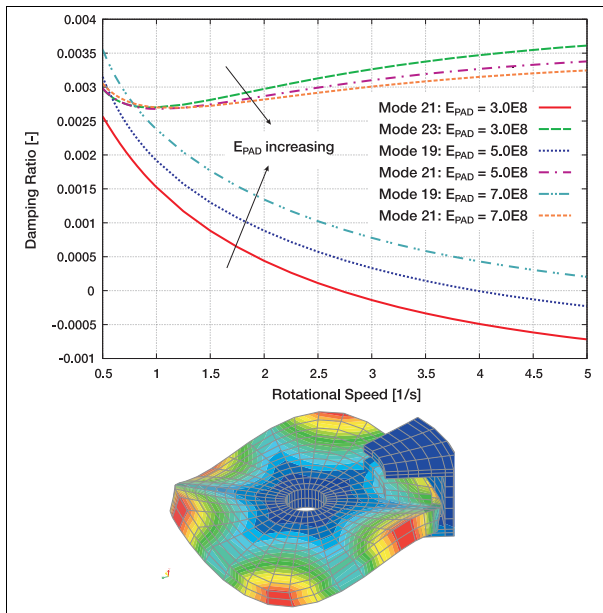 0.004
0.0035
0.003
0.0025
0.002
0.0015
0.001
0.0005
0
-0.0005
-0.001
Damping Ratio [-]
E_PAD increasing
Mode 21: E_PAD = 3.0E8
Mode 23: E_PAD = 3.0E8
Mode 19: E_PAD = 5.0E8
Mode 21: E_PAD = 5.0E8
Mode 19: E_PAD = 7.0E8
Mode 21: E_PAD = 7.0E8
0.5 1 1.5 2 2.5 3 3.5 4 4.5 5
Rotational Speed [1/s]